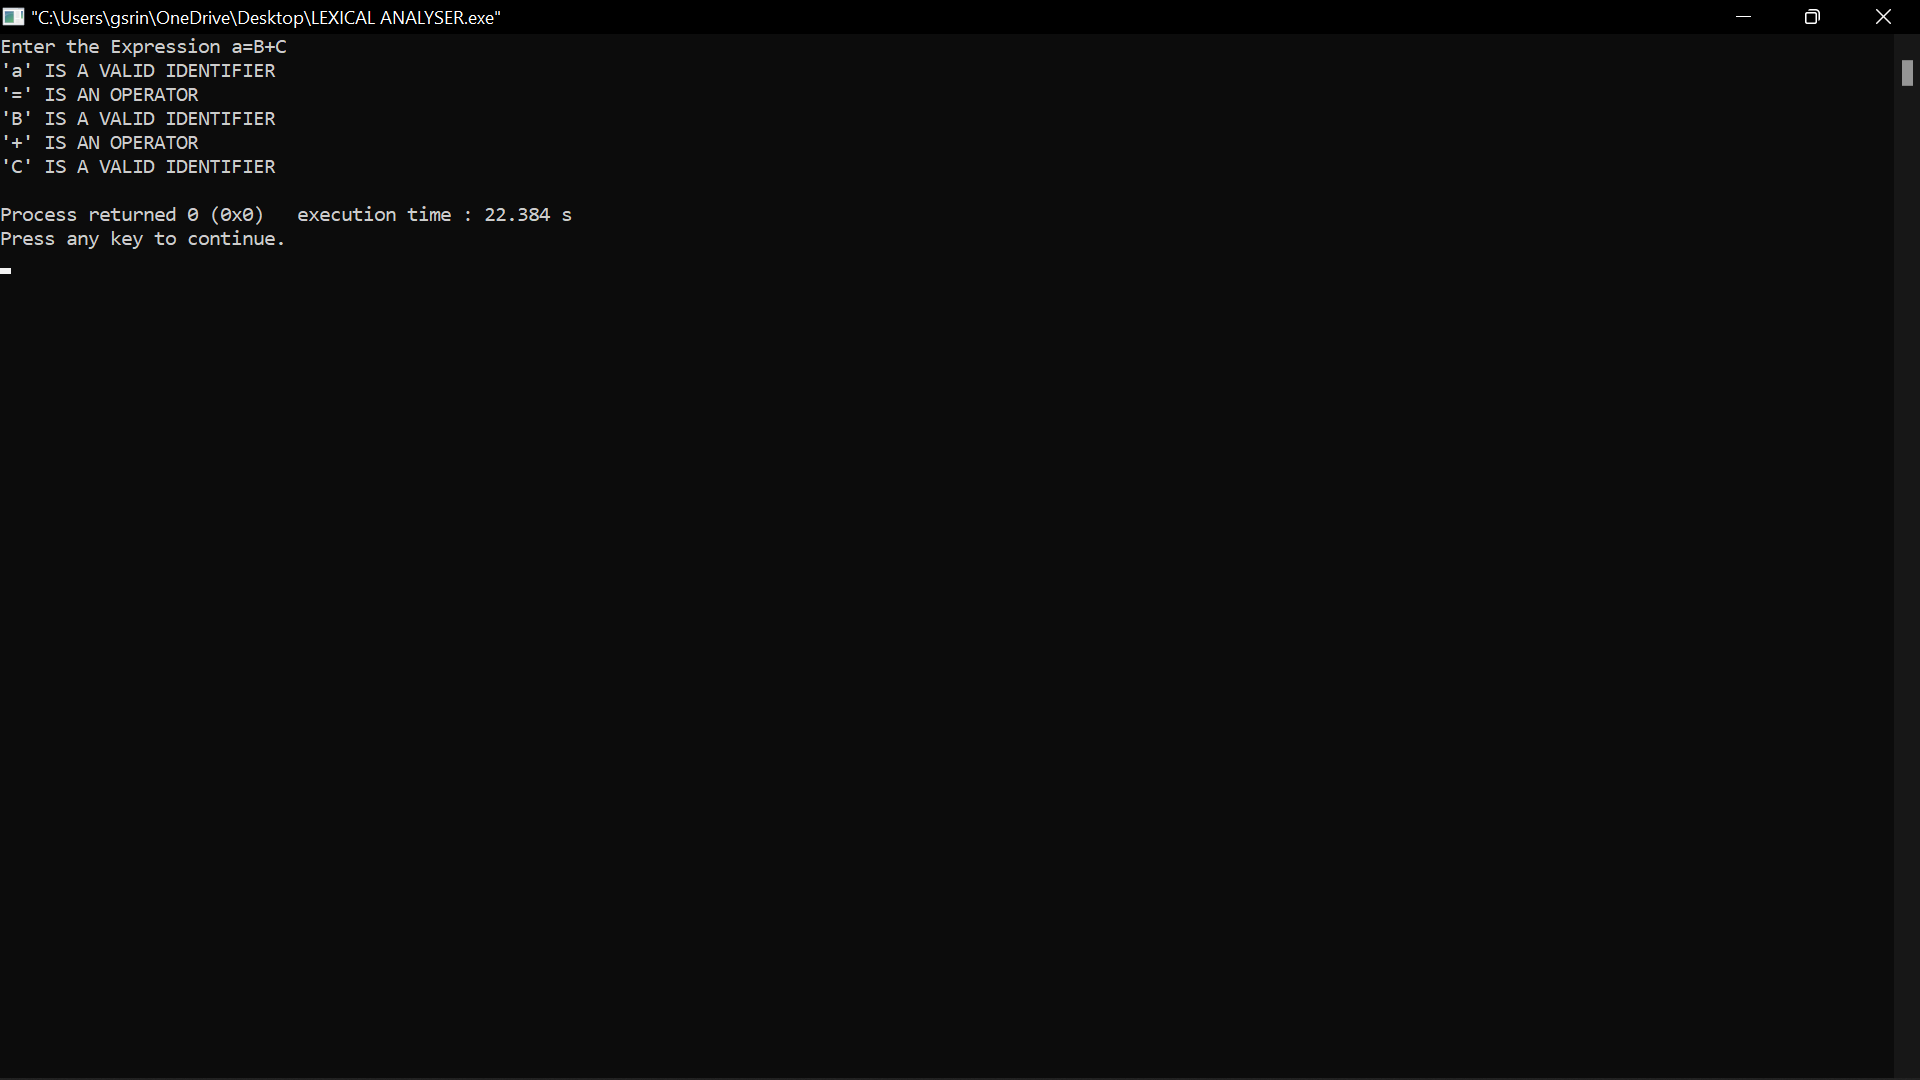 "C:\Users\gsrin\OneDrive\Desktop\LEXICAL ANALYSER.exe"
Enter the Expression a=B+C
'a' IS A VALID IDENTIFIER
'=' IS AN OPERATOR
'B' IS A VALID IDENTIFIER
'+' IS AN OPERATOR
'C' IS A VALID IDENTIFIER
Process returned 0 (0x0)   execution time : 22.384 s
Press any key to continue.